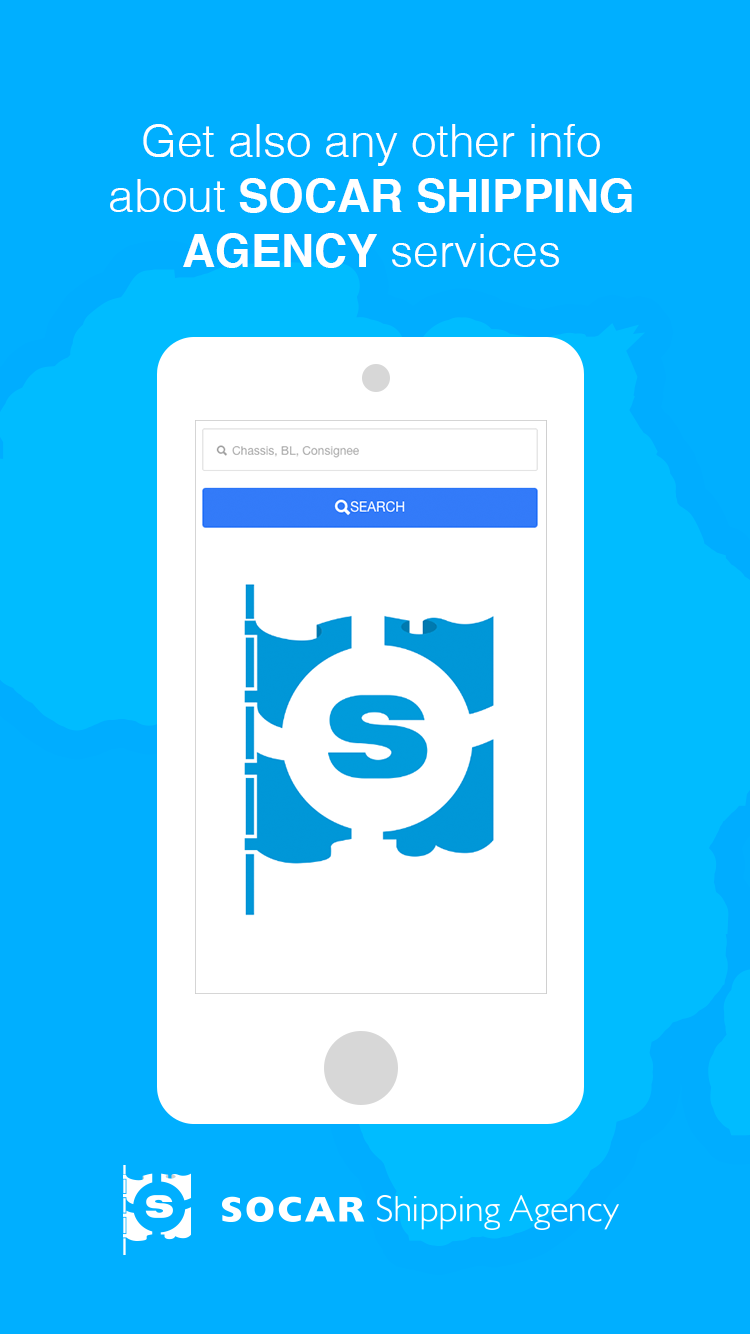 Get also any other info
about SOCAR SHIPPING
AGENCY services
Chassis, BL, Consignee
SEARCH
S
S
SOCAR Shipping Agency